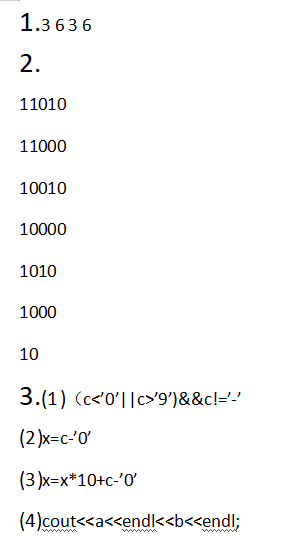 1.3 6 3 6
2.
11010
11000
10010
10000
1010
1000
10
3.(1)（c<’0’||c>’9’)&&c!=’-’
(2)x=c-’0’
(3)x=x*10+c-’0’
(4)cout<<a<<endl<<b<<endl;